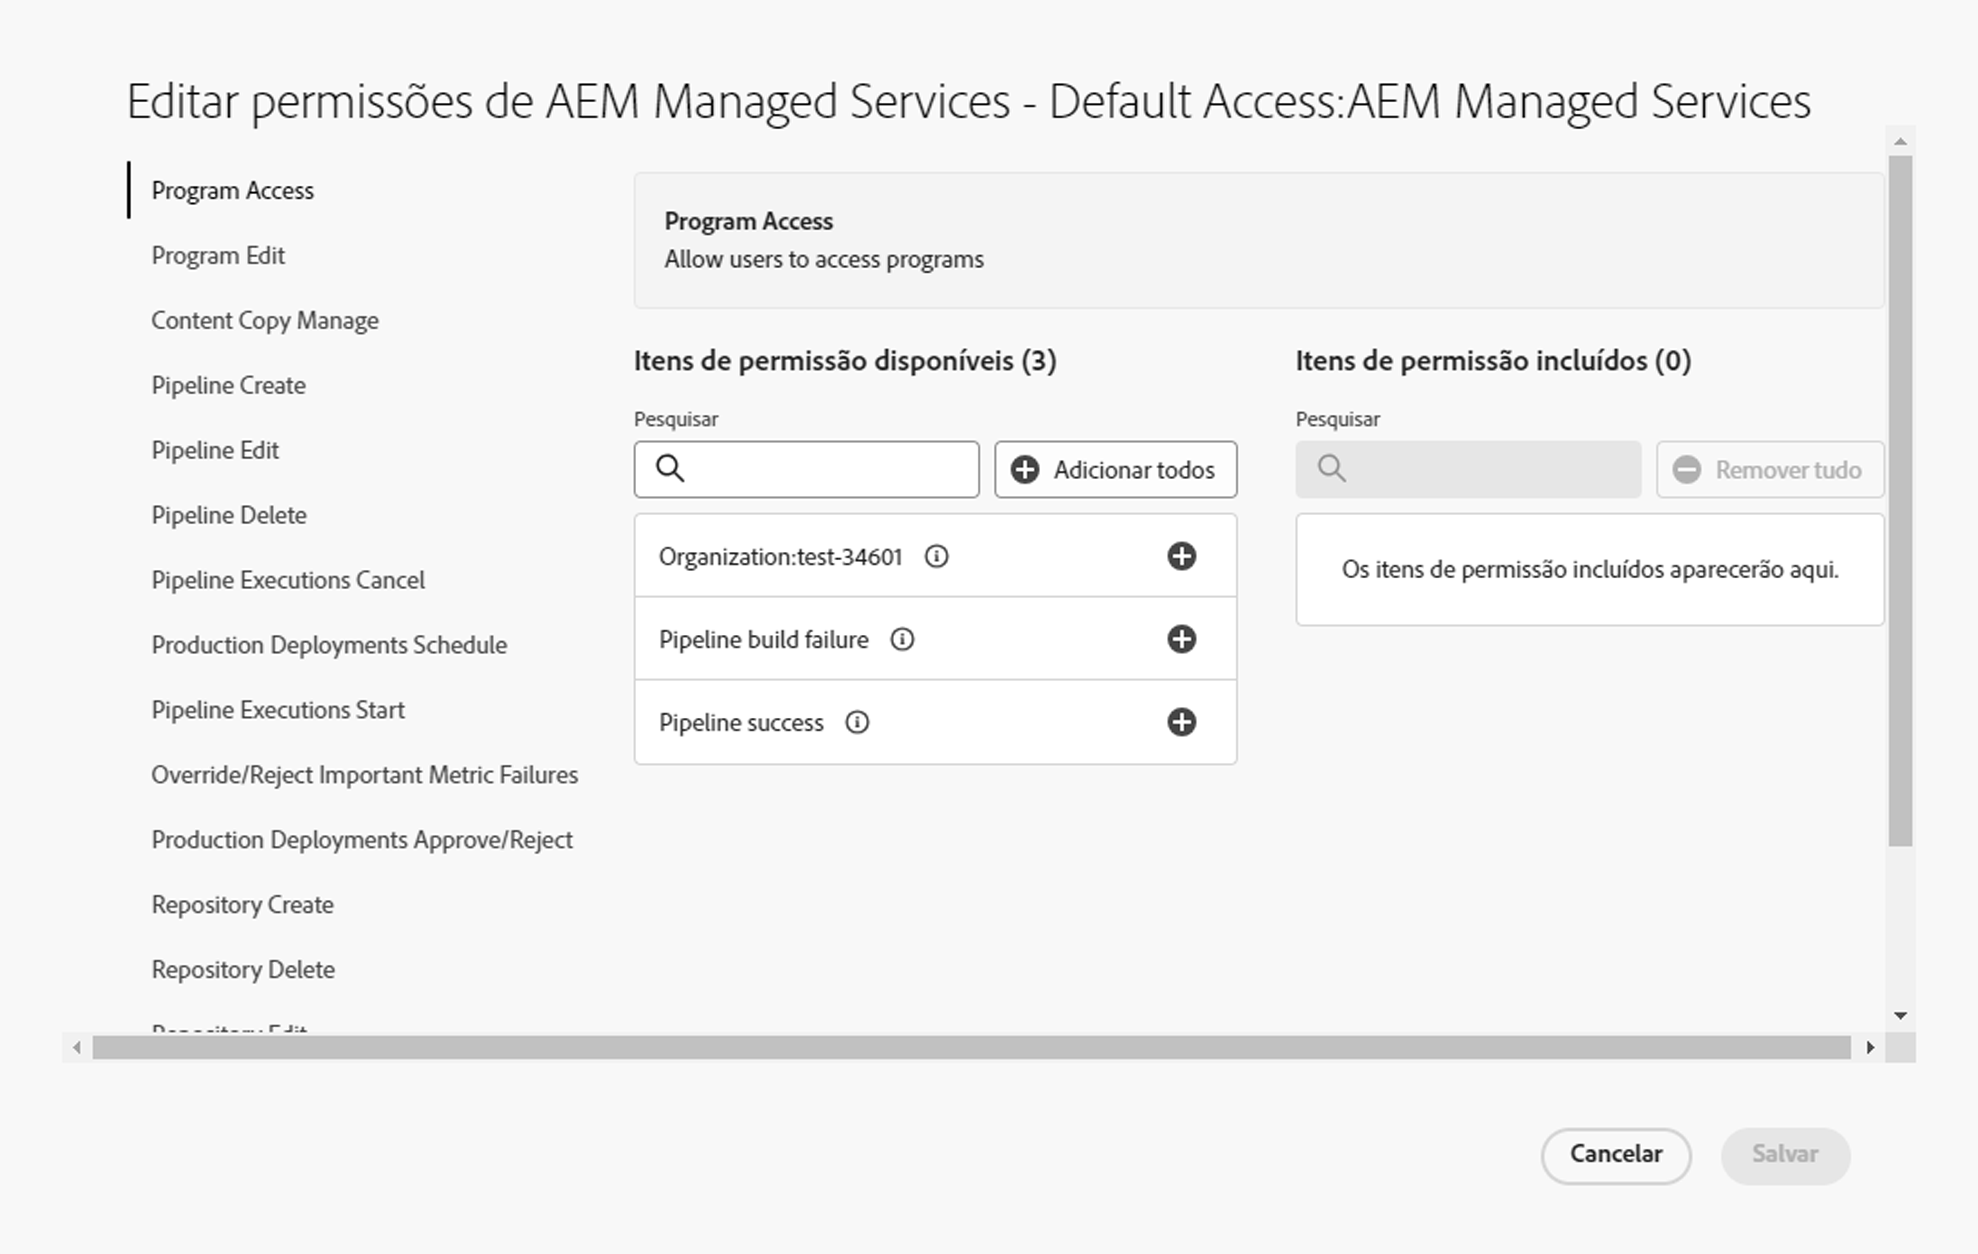 Editar permissões de AEM Managed Services - Default Access:AEM Managed Services
Program Access
Program Edit
Content Copy Manage
Pipeline Create
Pipeline Edit
Pipeline Delete
Pipeline Executions Cancel
Production Deployments Schedule
Pipeline Executions Start
Override/Reject Important Metric Failures
Production Deployments Approve/Reject
Repository Create
Repository Delete
Repository Edit
Program Access
Allow users to access programs
Itens de permissão disponíveis (3)
Pesquisar
Adicionar todos
Organization:test-34601
Pipeline build failure
Pipeline success
Itens de permissão incluídos (0)
Pesquisar
Remover tudo
Os itens de permissão incluídos aparecerão aqui.
Cancelar
Salvar